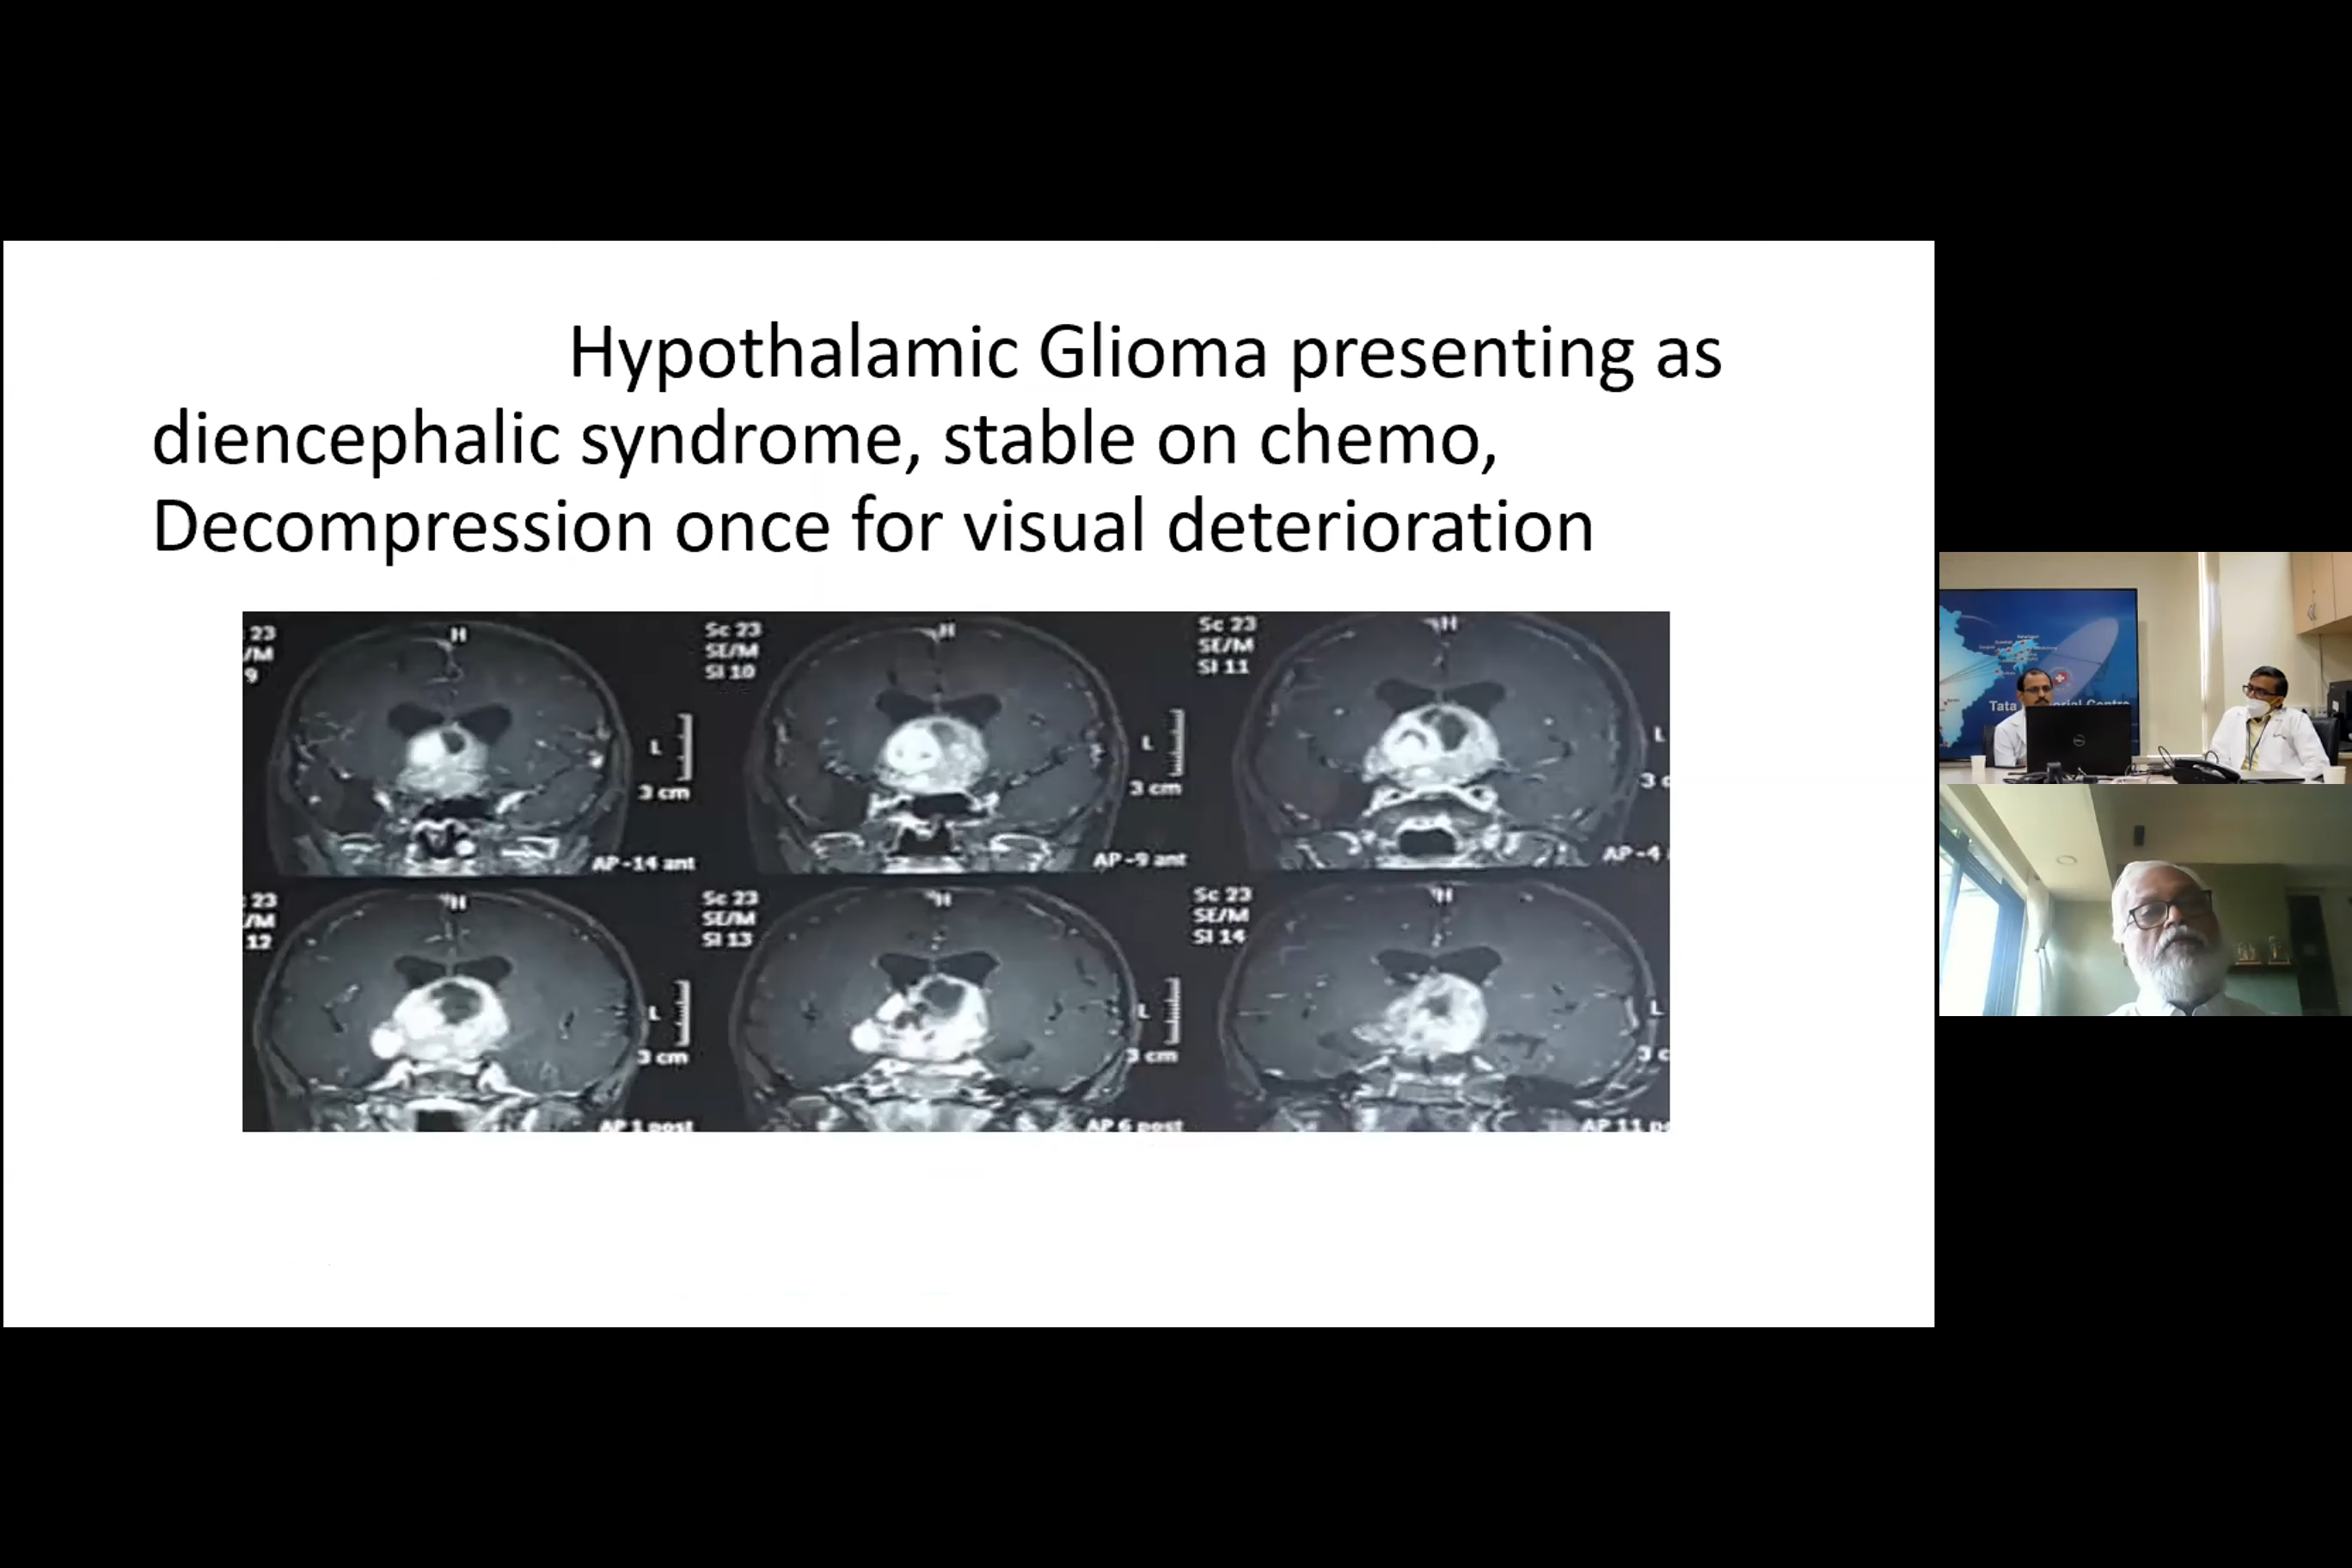 Hypothalamic Glioma presenting as
diencephalic syndrome, stable on chemo,
Decompression once for visual deterioration
23
/M
9
H
L
3 cm
AP -14 ant
Sc 23
SE/M
SI 10
H
L
3 cm
AP -9 ant
Sc 23
SE/M
SI 11
H
L
3 c
AP -4
23
/M
12
H
L
3 cm
AP 1 post
Sc 23
SE/M
SI 13
H
L
3 cm
AP 6 post
Sc 23
SE/M
SI 14
H
L
3 c
AP 11
Tata